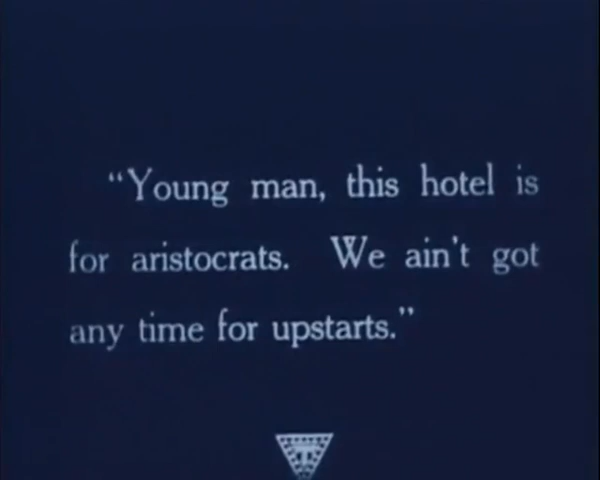 “Young man, this hotel is
for aristocrats. We ain't got
any time for upstarts.”